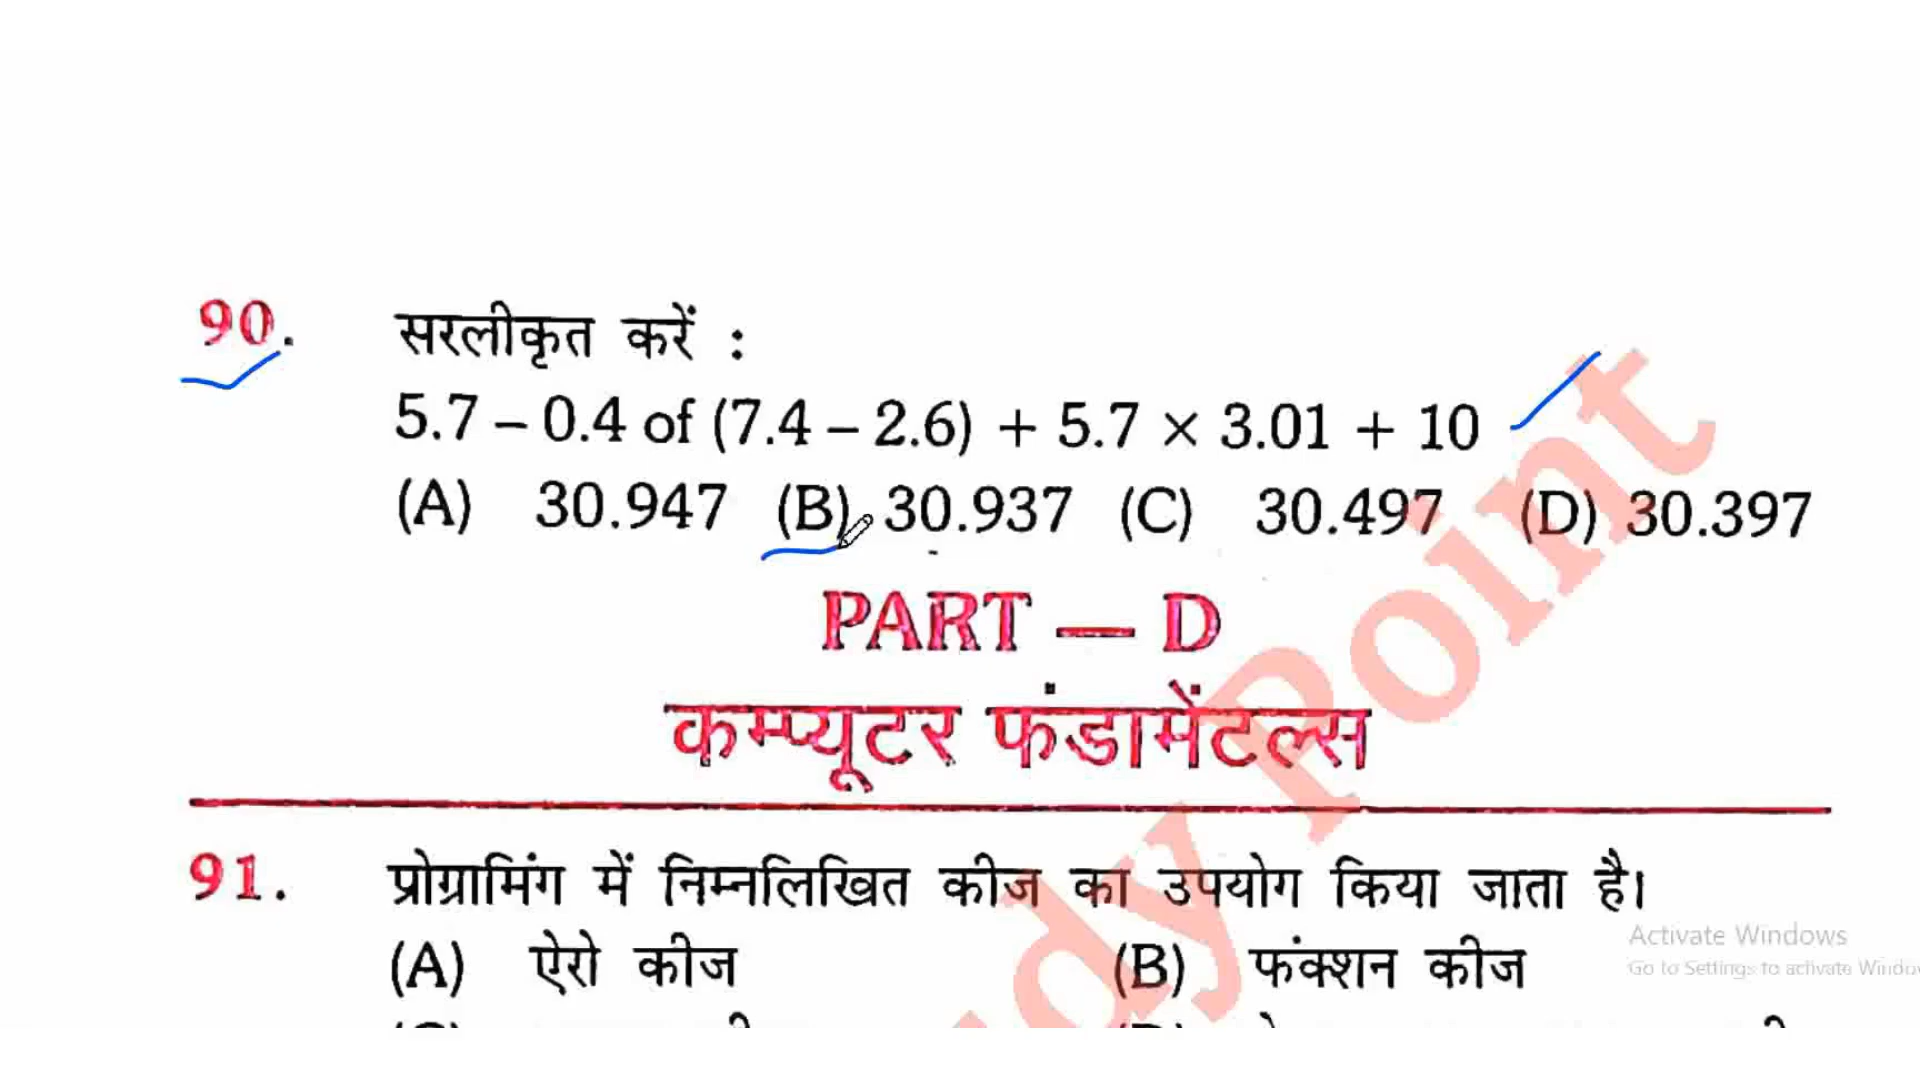 90. सरलीकृत करें :
5.7 – 0.4 of (7.4 – 2.6) + 5.7 × 3.01 + 10
(A) 30.947 (B) 30.937 (C) 30.497 (D) 30.397
PART — D
कम्प्यूटर फंडामेंटल्स
91. प्रोग्रामिंग में निम्नलिखित कीज का उपयोग किया जाता है।
(A) ऐरो कीज (B) फंक्शन कीज
Point
Activate Windows
Go to Settings to activate